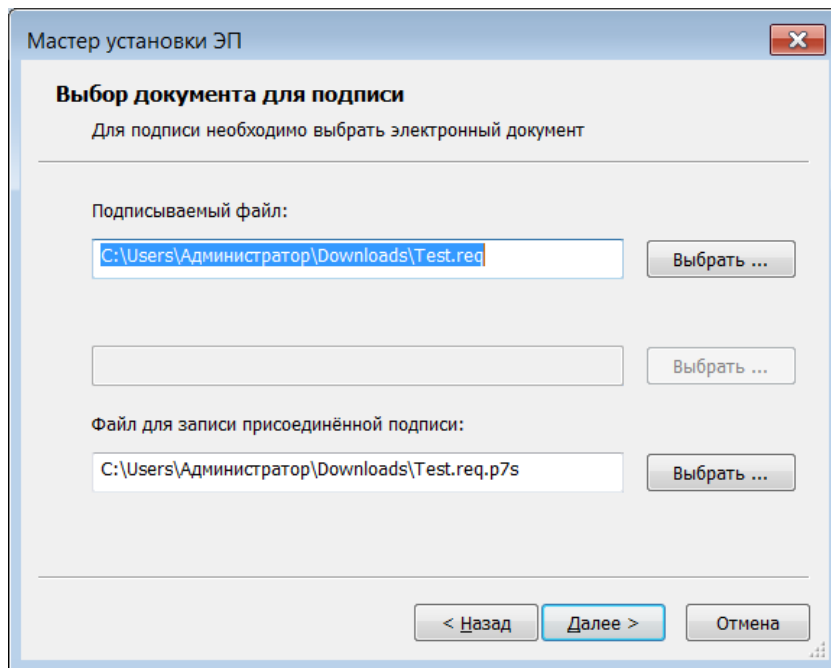 Мастер установки ЭП
Выбор документа для подписи
Для подписи необходимо выбрать электронный документ
Подписываемый файл:
C:\Users\Администратор\Downloads\Test.req
Выбрать ...
Выбрать ...
Файл для записи присоединённой подписи:
C:\Users\Администратор\Downloads\Test.req.p7s
Выбрать ...
< Назад
Далее >
Отмена